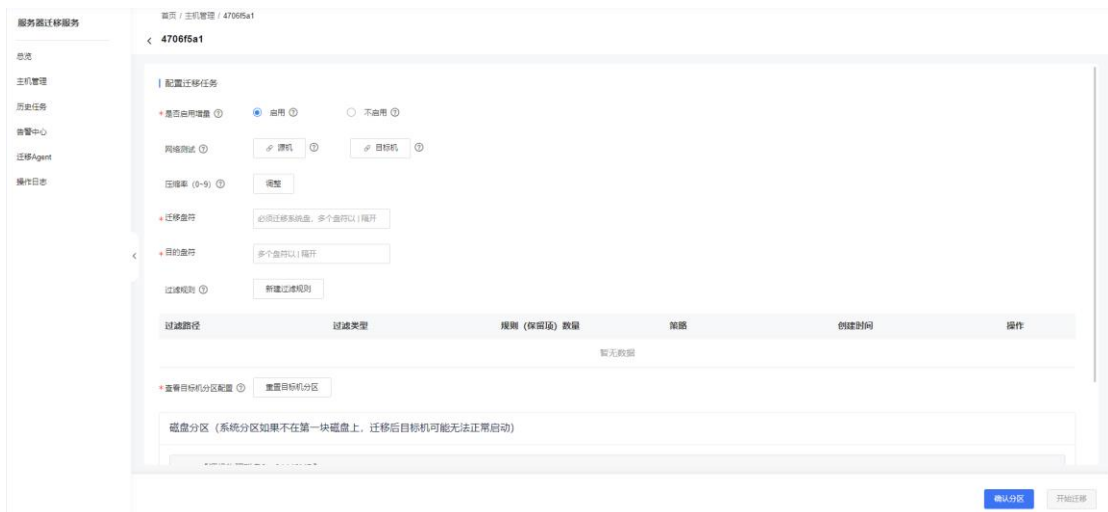 服务器迁移服务
首页 / 主机管理 / 4706f5a1
4706f5a1
总览
主机管理
历史任务
告警中心
迁移Agent
操作日志
配置迁移任务
* 是否启用增量 ? 启用 ? 不启用 ?
网络测试 ? 源机 ? 目标机 ?
压缩率 (0~9) ? 调整
* 迁移盘符 必须迁移系统盘, 多个盘符以 | 隔开
* 目的盘符 多个盘符以 | 隔开
过滤规则 ? 新建过滤规则
过滤路径 过滤类型 规则 (保留顶) 数量 策略 创建时间 操作
暂无数据
* 查看目标机分区配置 ? 重置目标机分区
磁盘分区 (系统分区如果不在第一块磁盘上, 迁移后目标机可能无法正常启动)
确认分区 开始迁移